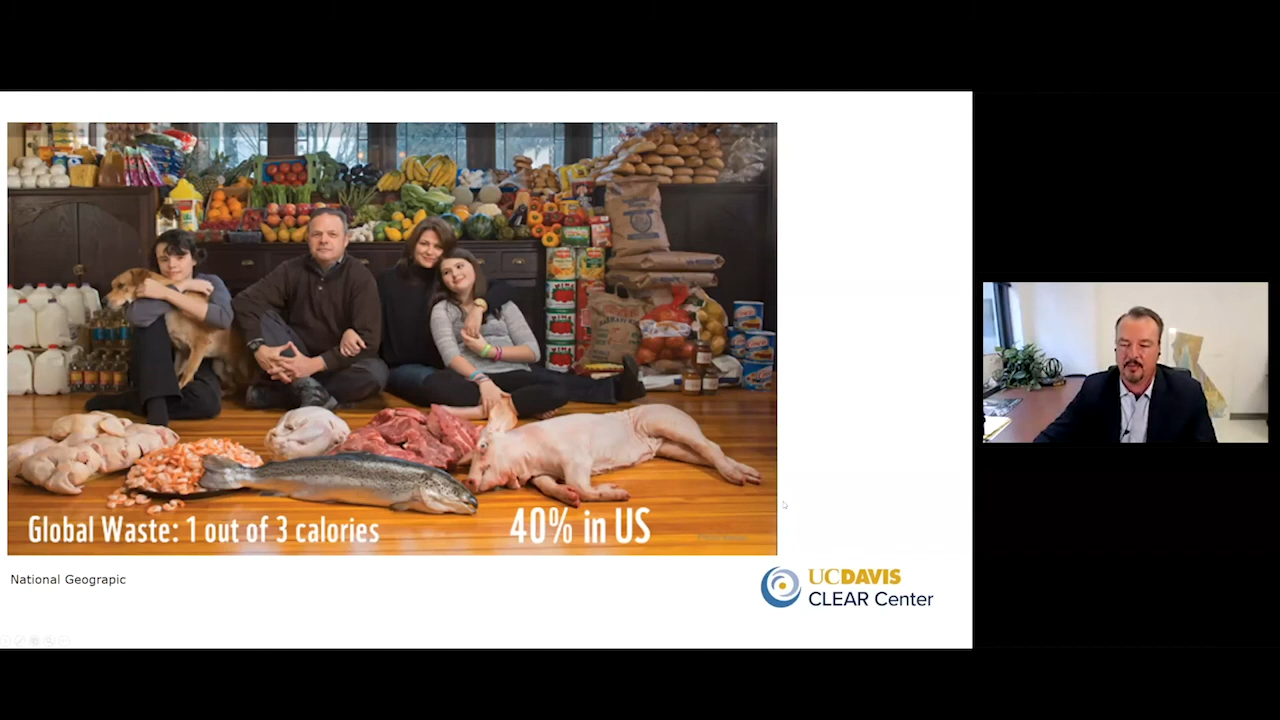 Global Waste: 1 out of 3 calories
40% in US
National Geograpic
UCDAVIS
CLEAR Center